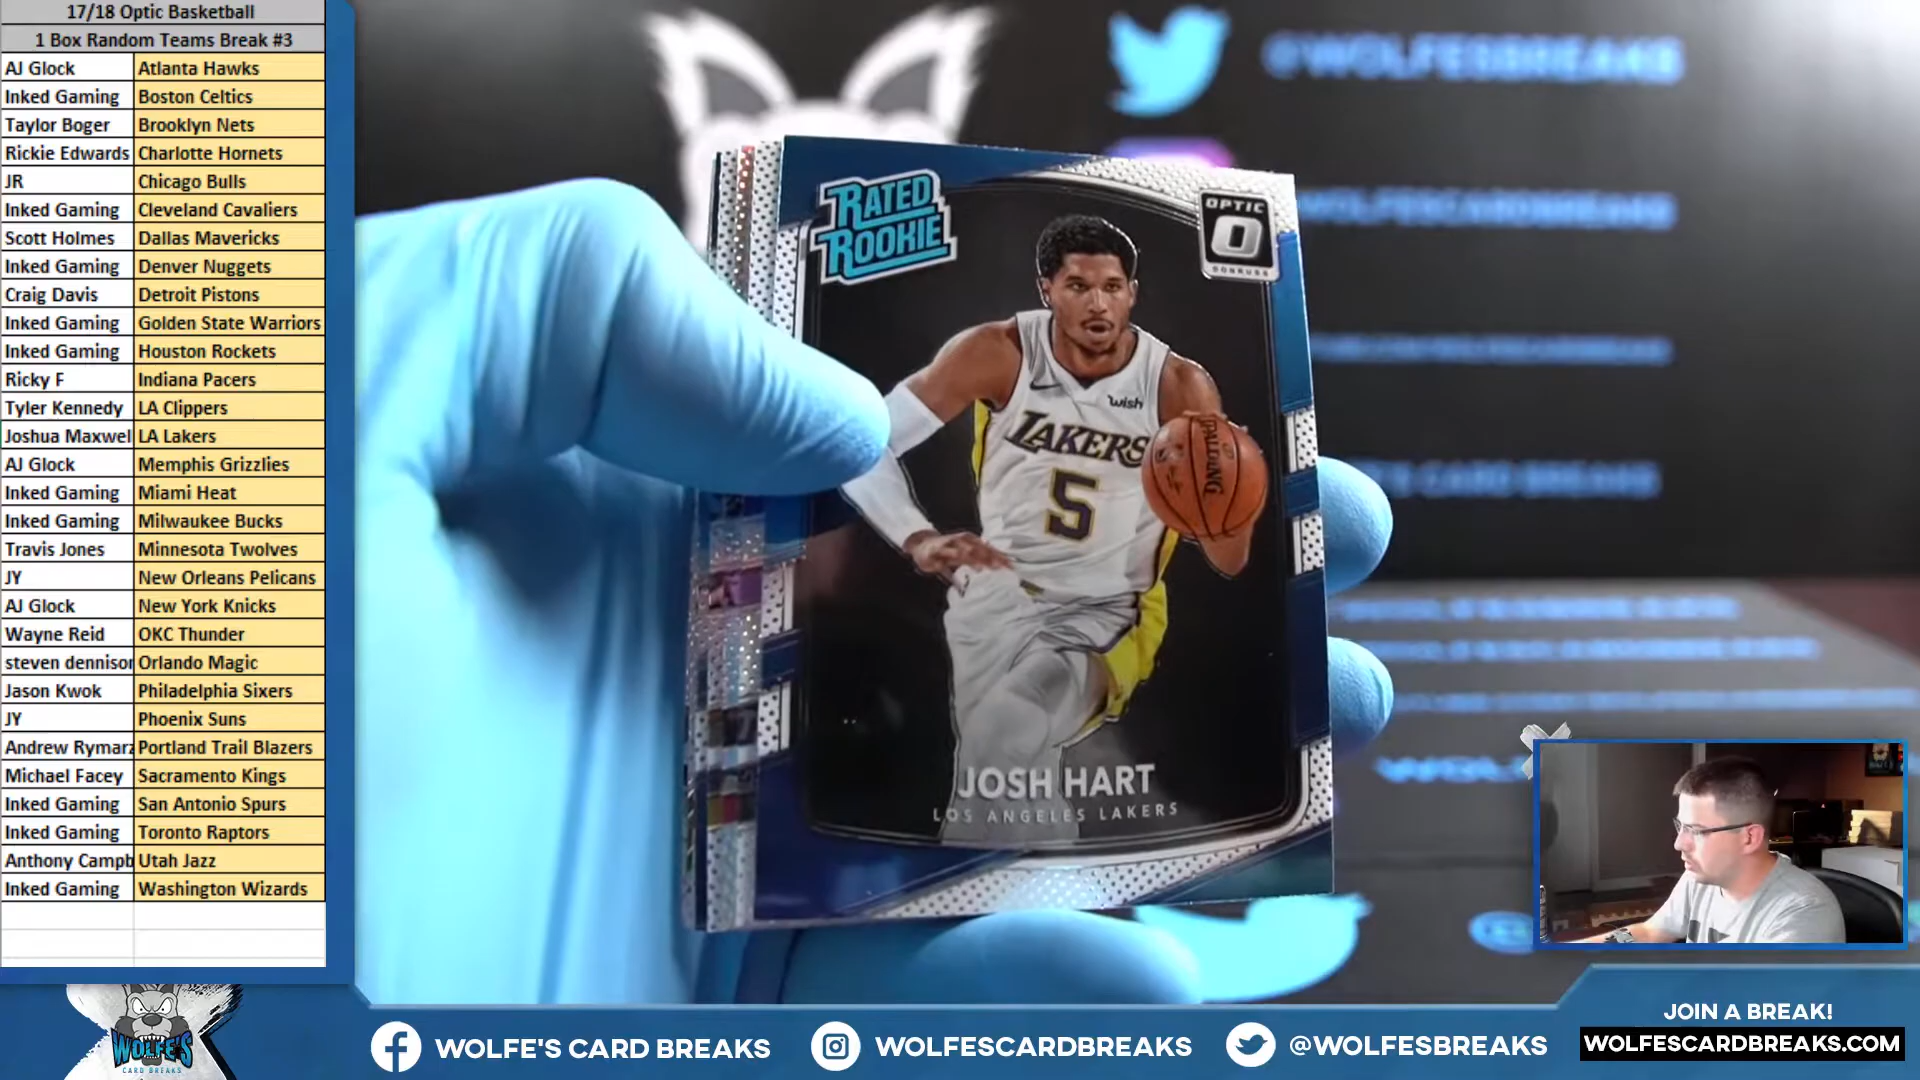 17/18 Optic Basketball
1 Box Random Teams Break #3
AJ Glock Atlanta Hawks
Inked Gaming Boston Celtics
Taylor Boger Brooklyn Nets
Rickie Edwards Charlotte Hornets
JR Chicago Bulls
Inked Gaming Cleveland Cavaliers
Scott Holmes Dallas Mavericks
Inked Gaming Denver Nuggets
Craig Davis Detroit Pistons
Inked Gaming Golden State Warriors
Inked Gaming Houston Rockets
Ricky F Indiana Pacers
Tyler Kennedy LA Clippers
Joshua Maxwel LA Lakers
AJ Glock Memphis Grizzlies
Inked Gaming Miami Heat
Inked Gaming Milwaukee Bucks
Travis Jones Minnesota Twolves
JY New Orleans Pelicans
AJ Glock New York Knicks
Wayne Reid OKC Thunder
steven dennison Orlando Magic
Jason Kwok Philadelphia Sixers
JY Phoenix Suns
Andrew Rymarz Portland Trail Blazers
Michael Facey Sacramento Kings
Inked Gaming San Antonio Spurs
Inked Gaming Toronto Raptors
Anthony Campb Utah Jazz
Inked Gaming Washington Wizards
@WOLFESBREAKS
WOLFESCARDBREAKS
RATED
ROOKIE
OPTIC
DONRUSS
wish
LAKERS
5
SPALDING
JOSH HART
LOS ANGELES LAKERS
WOLFE'S
CARD BREAKS
WOLFE'S CARD BREAKS
WOLFESCARDBREAKS
@WOLFESBREAKS
JOIN A BREAK!
WOLFESCARDBREAKS.COM